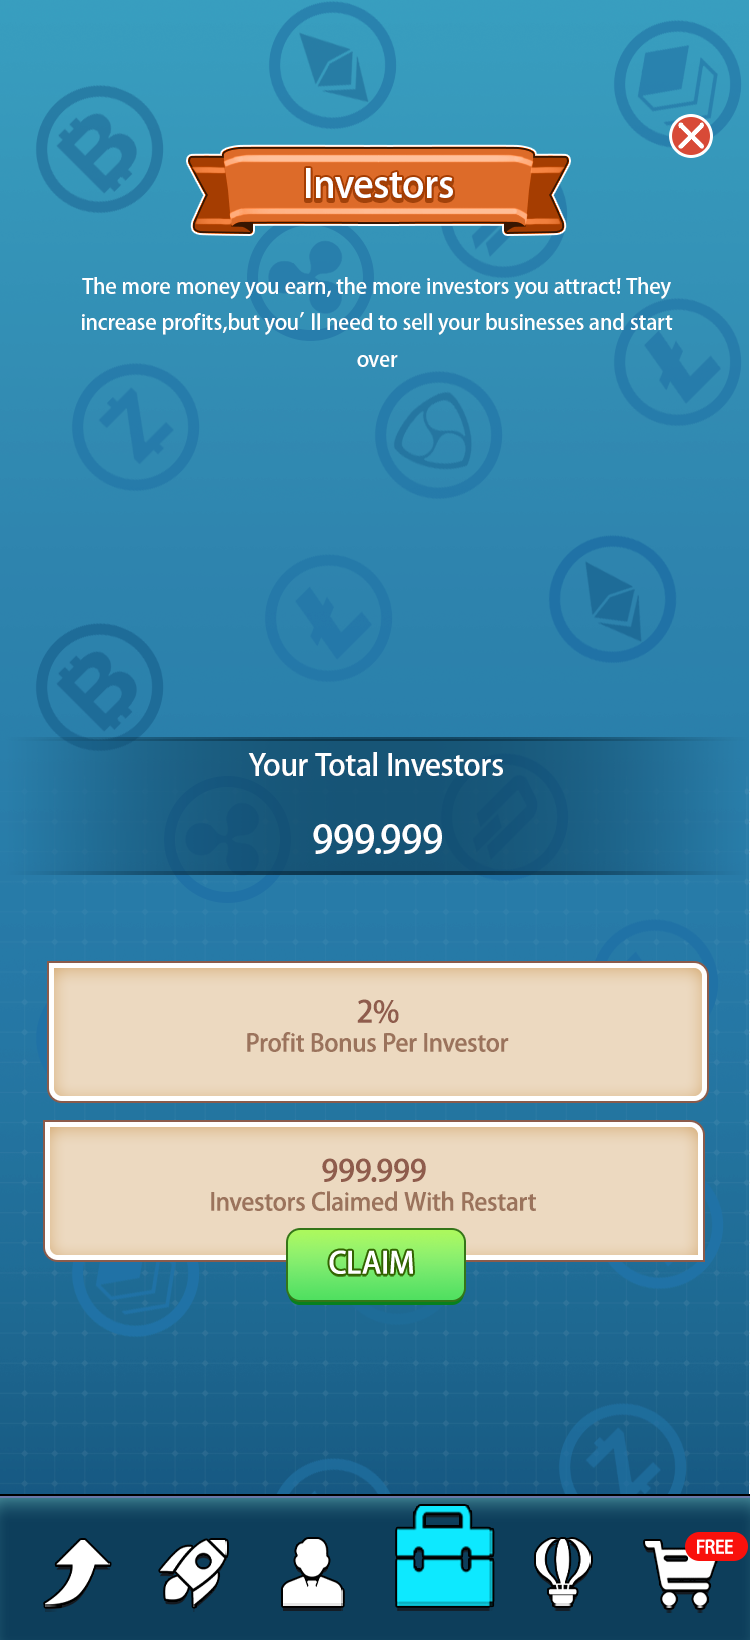 Investors
The more money you earn, the more investors you attract! They
increase profits,but you′ ll need to sell your businesses and start
over
Your Total Investors
999.999
2%
Profit Bonus Per Investor
999.999
Investors Claimed With Restart
CLAIM
FREE